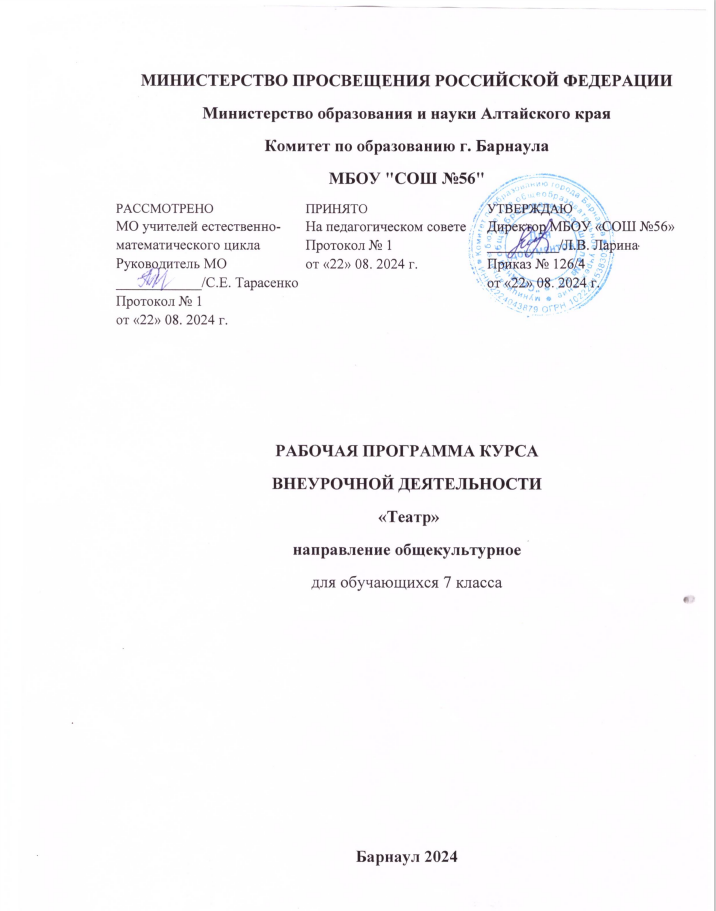 МИНИСТЕРСТВО ПРОСВЕЩЕНИЯ РОССИЙСКОЙ ФЕДЕРАЦИИ
Министерство образования и науки Алтайского края
Комитет по образованию г. Барнаула
МБОУ "СОШ №56"
РАССМОТРЕНО
МО учителей естественно-
математического цикла
Руководитель МО
______________/С.Е. Тарасенко
Протокол № 1
от «22» 08. 2024 г.
ПРИНЯТО
На педагогическом совете
Протокол № 1
от «22» 08. 2024 г.
УТВЕРЖДАЮ
Директор МБОУ «СОШ №56»
____________/Л.В. Ларина
Приказ № 126/4
от «22» 08. 2024 г.
РАБОЧАЯ ПРОГРАММА КУРСА
ВНЕУРОЧНОЙ ДЕЯТЕЛЬНОСТИ
«Театр»
направление общекультурное
для обучающихся 7 класса
Барнаул 2024